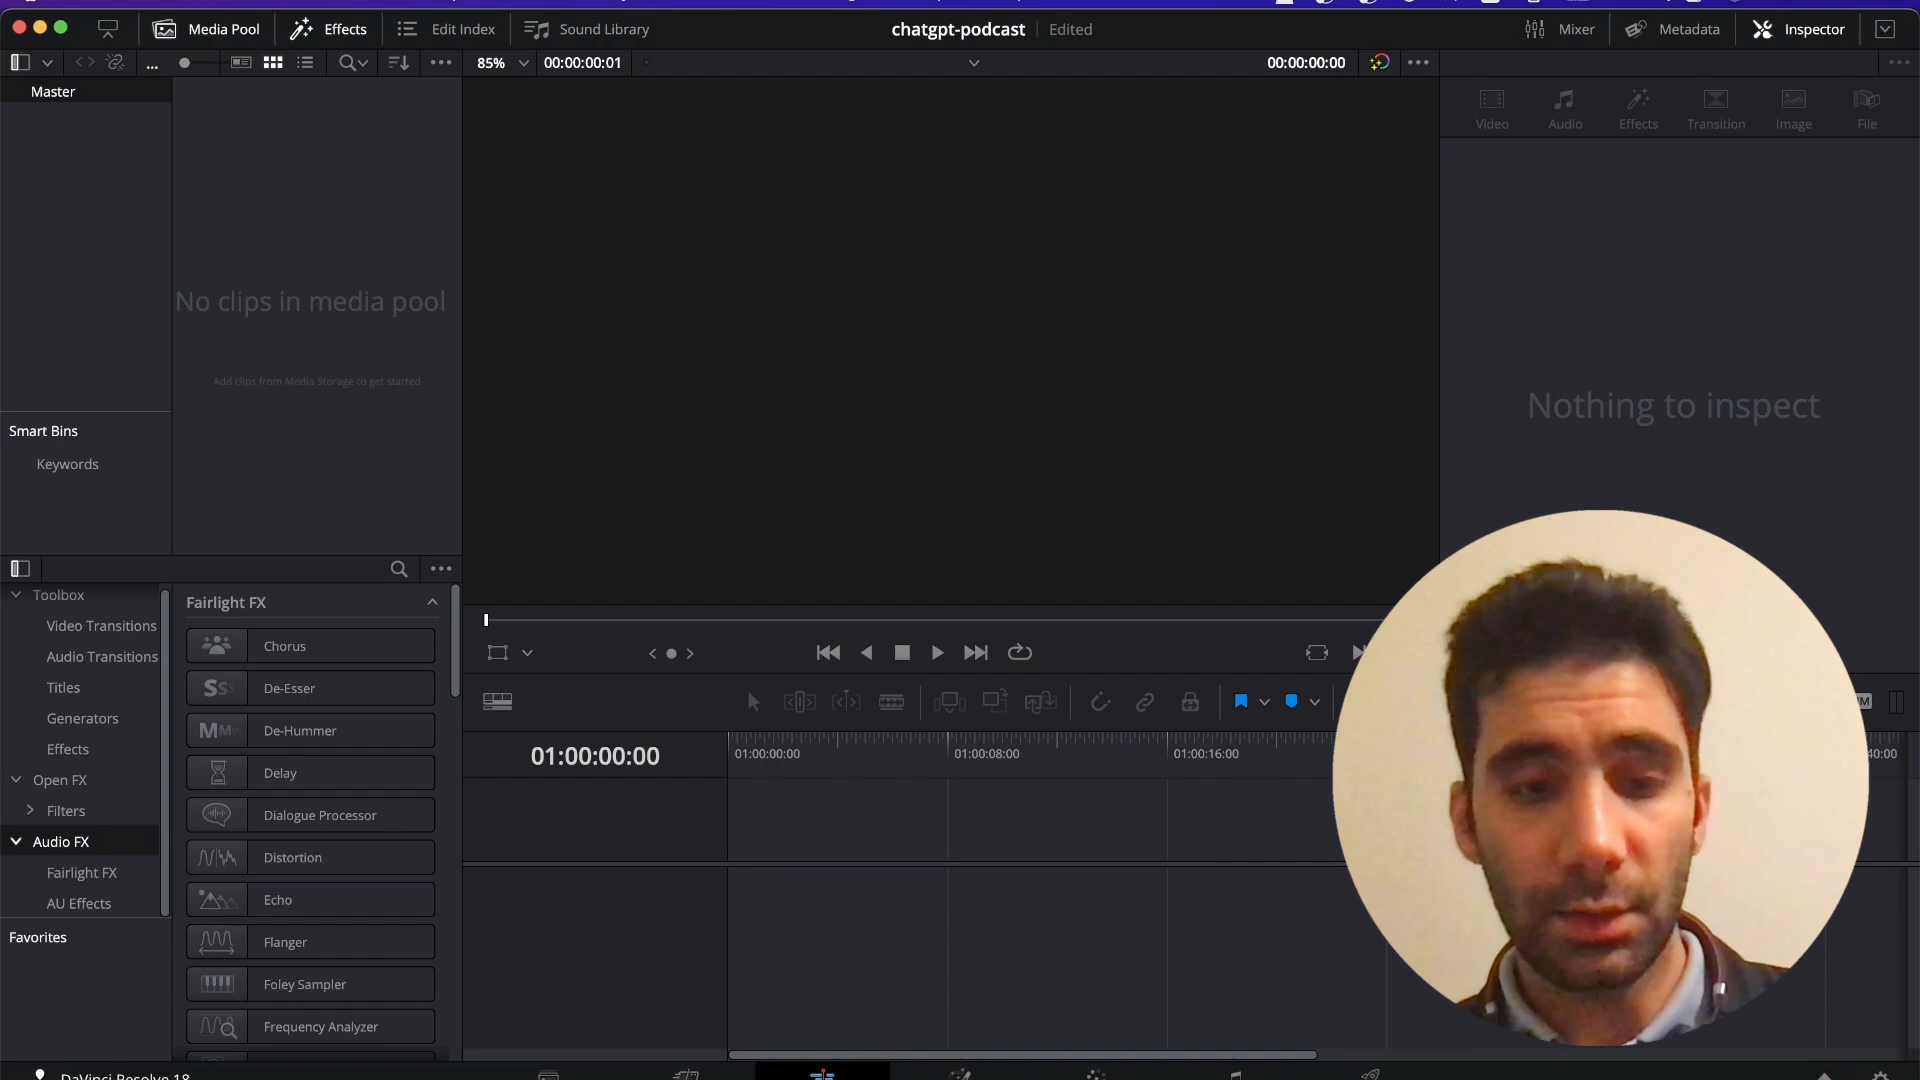 Media Pool
Effects
Edit Index
Sound Library
chatgpt-podcast
Edited
Mixer
Metadata
Inspector
...
85%
00:00:00:01
00:00:00:00
Master
No clips in media pool
Add clips from Media Storage to get started
Smart Bins
Keywords
Video
Audio
Effects
Transition
Image
File
Nothing to inspect
Toolbox
Video Transitions
Audio Transitions
Titles
Generators
Effects
Open FX
Filters
Audio FX
Fairlight FX
AU Effects
Favorites
Fairlight FX
Chorus
De-Esser
De-Hummer
Delay
Dialogue Processor
Distortion
Echo
Flanger
Foley Sampler
Frequency Analyzer
01:00:00:00
01:00:00:00
01:00:08:00
01:00:16:00
40:00
DaVinci Resolve 18